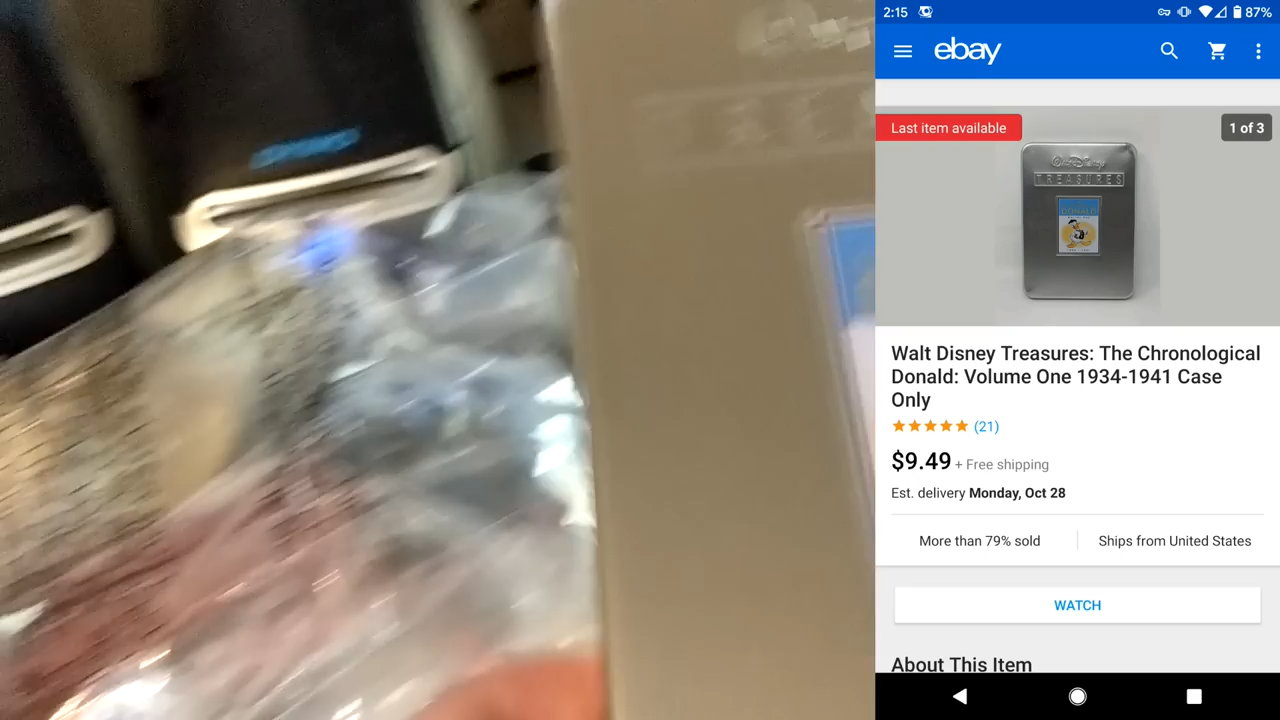 2:15
87%
ebay
Last item available
1 of 3
Walt Disney
TREASURES
DONALD
Walt Disney Treasures: The Chronological
Donald: Volume One 1934-1941 Case
Only
(21)
$9.49 + Free shipping
Est. delivery Monday, Oct 28
More than 79% sold
Ships from United States
WATCH
About This Item